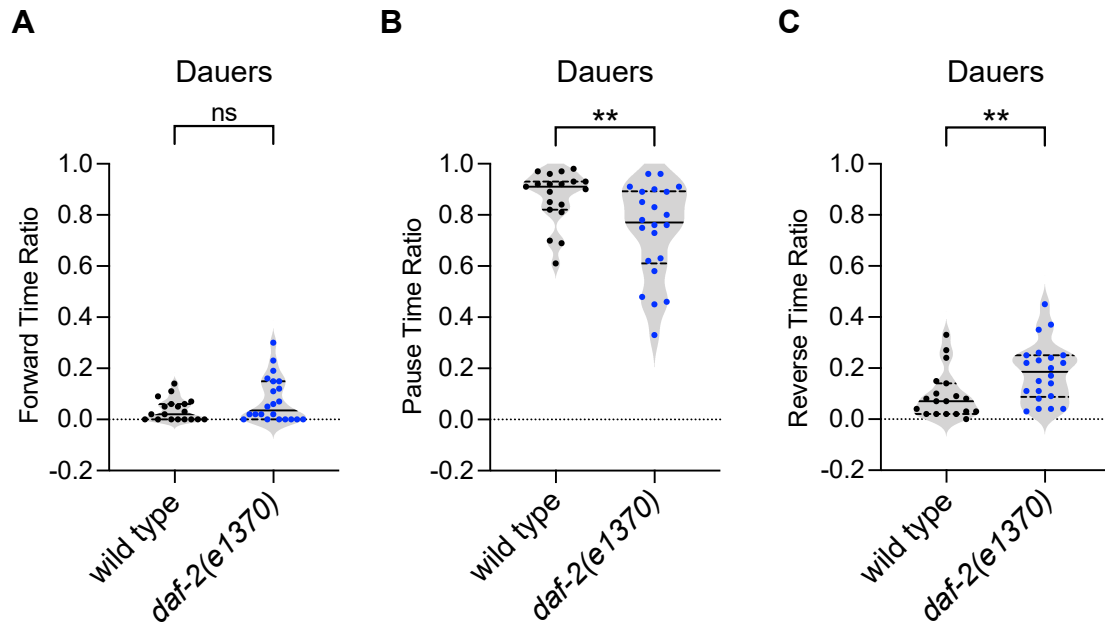 A
Dauers
ns
1.0
0.8
0.6
0.4
0.2
0.0
-0.2
Forward Time Ratio
wild type
daf-2(e1370)
B
Dauers
**
1.0
0.8
0.6
0.4
0.2
0.0
-0.2
Pause Time Ratio
wild type
daf-2(e1370)
C
Dauers
**
1.0
0.8
0.6
0.4
0.2
0.0
-0.2
Reverse Time Ratio
wild type
daf-2(e1370)